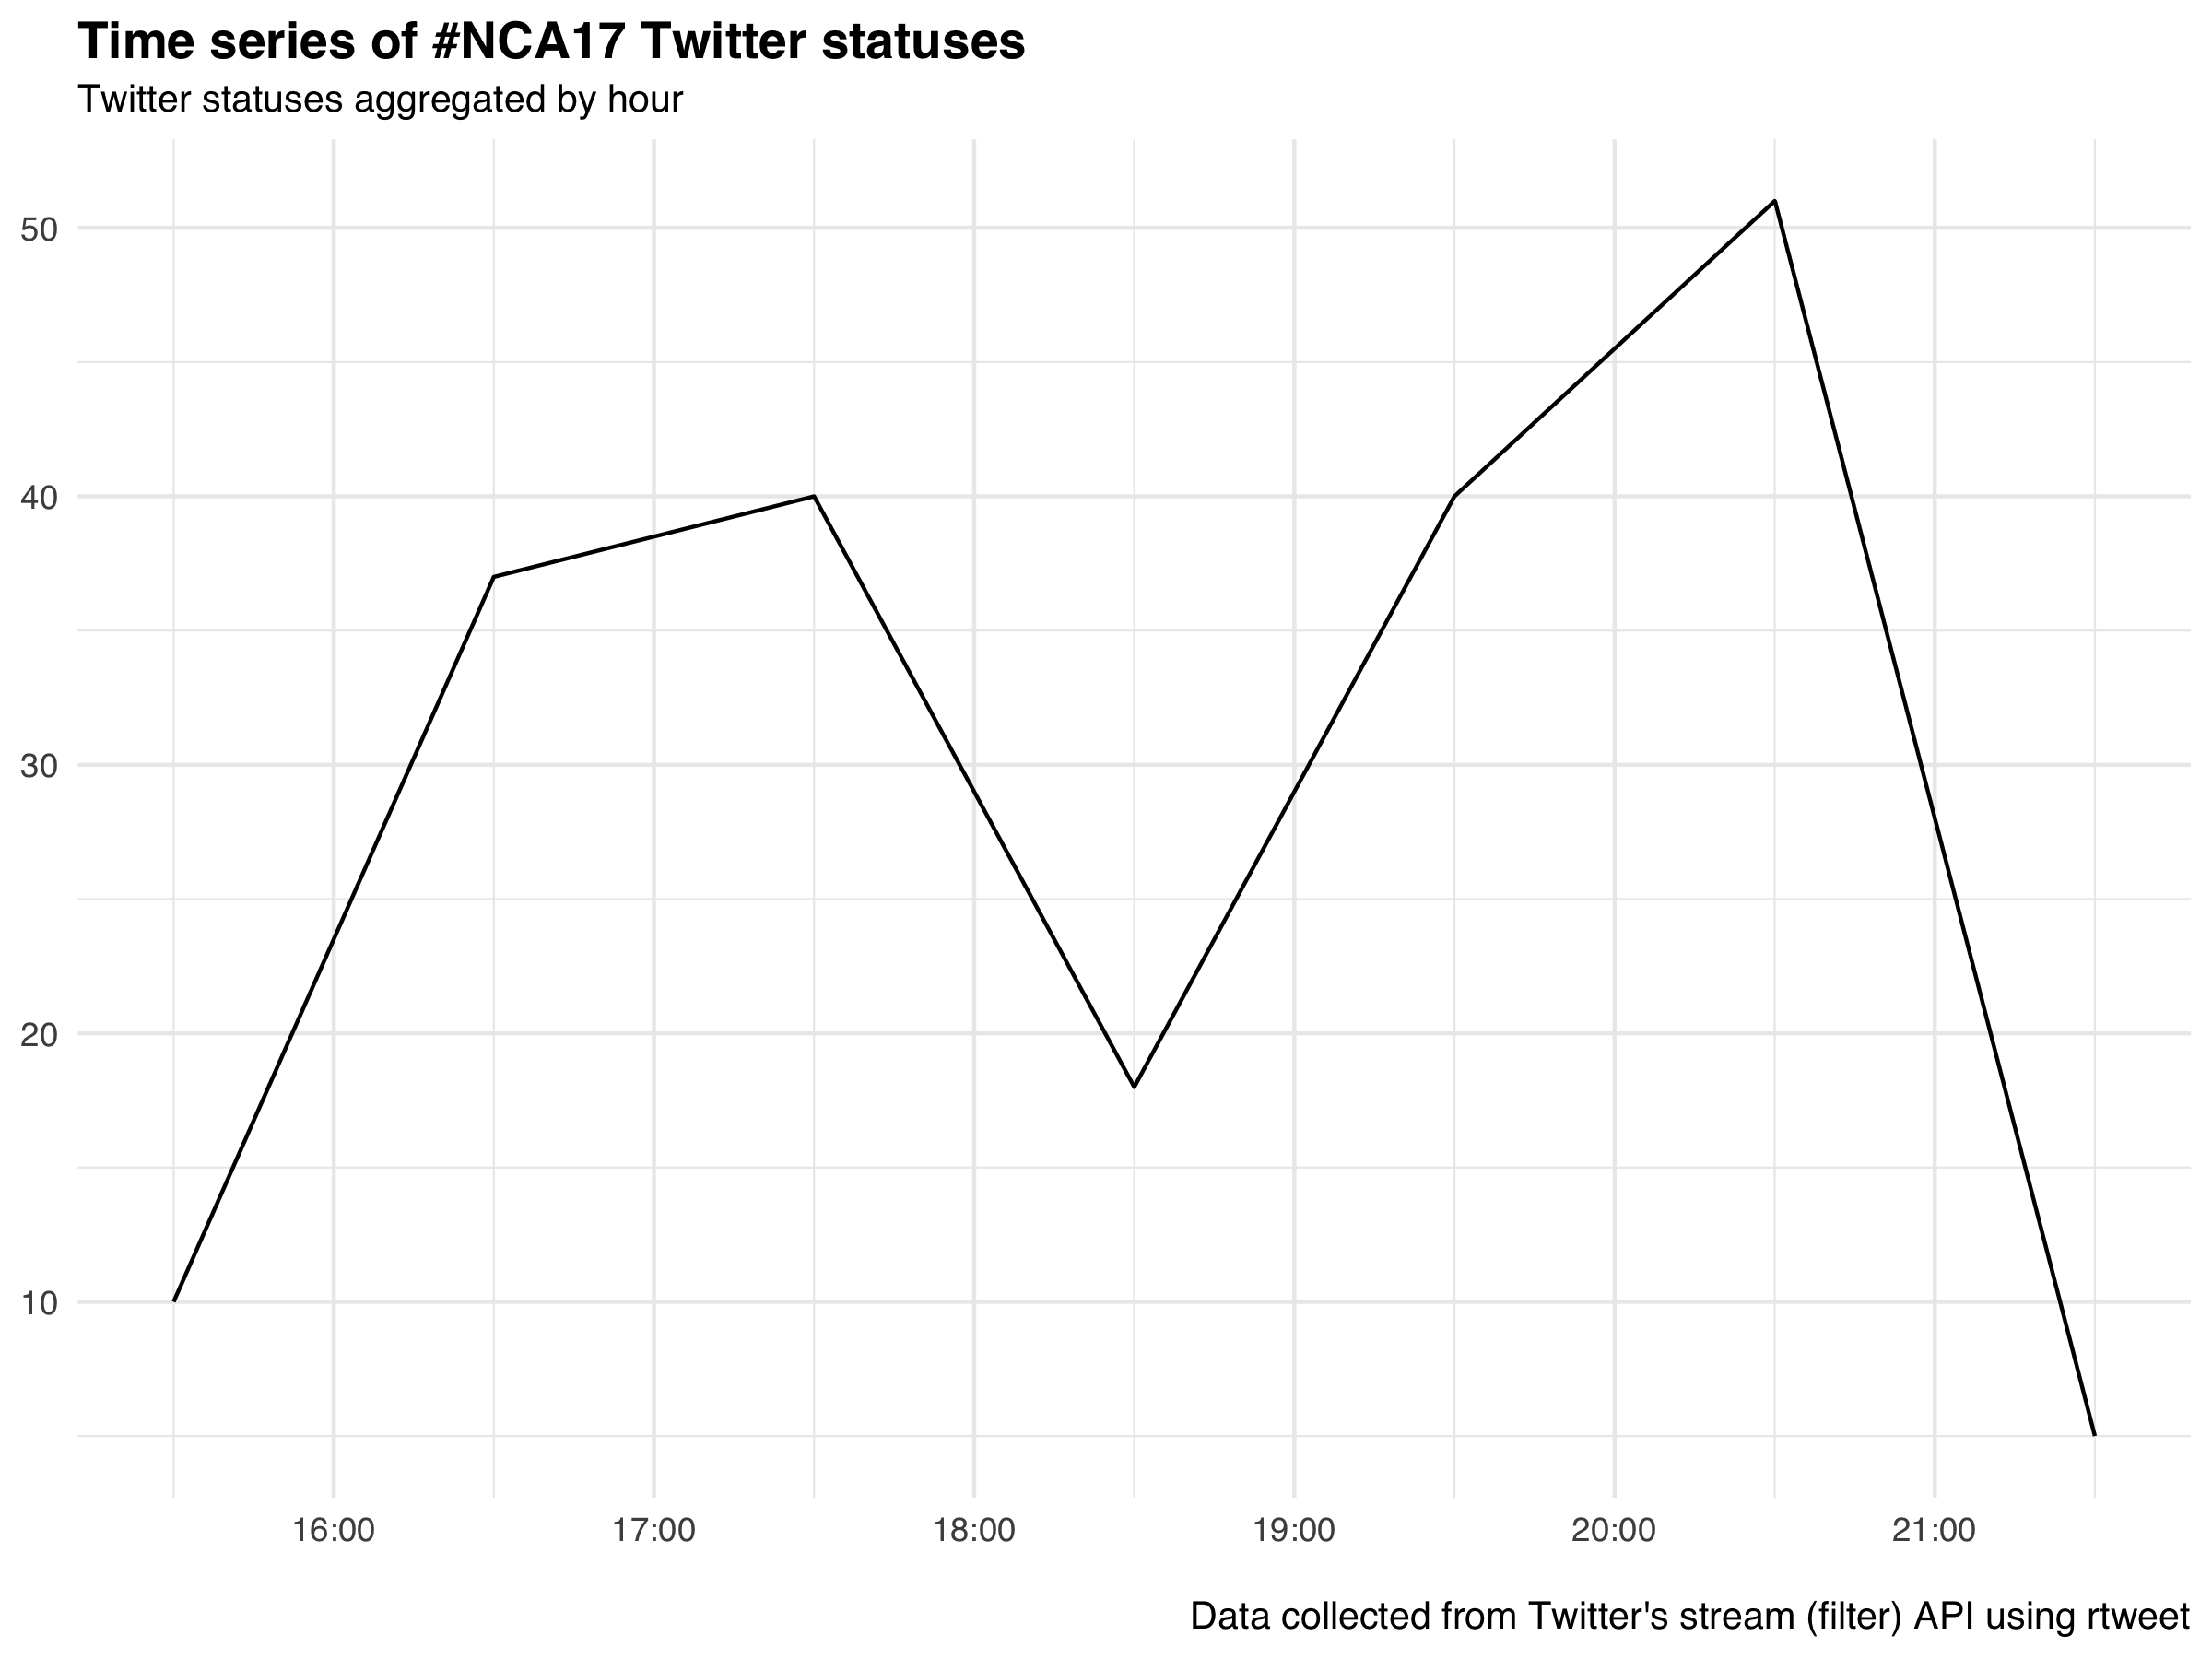 Time series of #NCA17 Twitter statuses
Twitter statuses aggregated by hour
50
40
30
20
10
16:00 17:00 18:00 19:00 20:00 21:00
Data collected from Twitter's stream (filter) API using rtweet